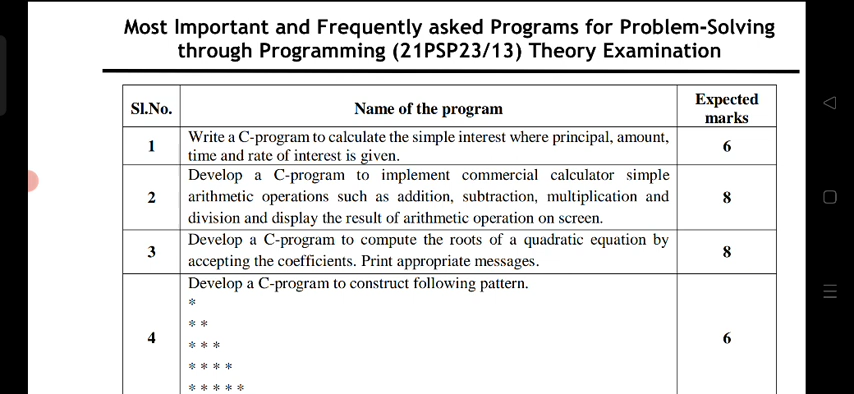 Most Important and Frequently asked Programs for Problem-Solving
through Programming (21PSP23/13) Theory Examination
Sl.No.
Name of the program
Expected
marks
1
Write a C-program to calculate the simple interest where principal, amount,
time and rate of interest is given.
6
2
Develop a C-program to implement commercial calculator simple
arithmetic operations such as addition, subtraction, multiplication and
division and display the result of arithmetic operation on screen.
8
3
Develop a C-program to compute the roots of a quadratic equation by
accepting the coefficients. Print appropriate messages.
8
4
Develop a C-program to construct following pattern.
*
* *
* * *
* * * *
* * * * *
6